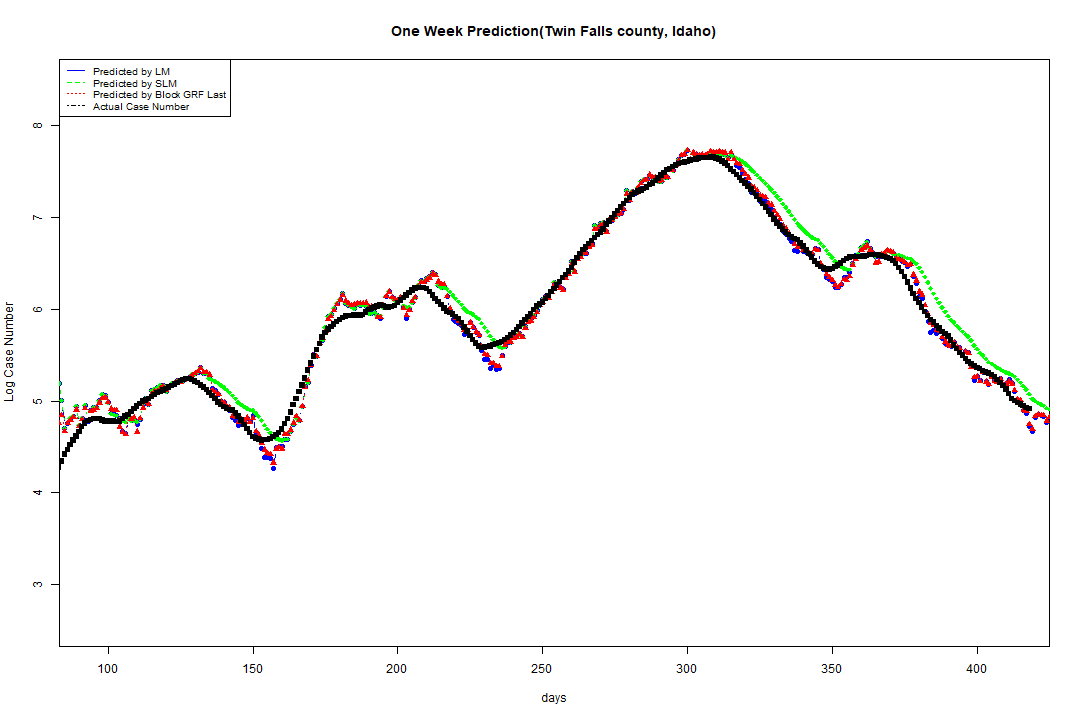 One Week Prediction(Twin Falls county, Idaho)
Predicted by LM
Predicted by SLM
Predicted by Block GRF Last
Actual Case Number
Log Case Number
8
7
6
5
4
3
100 150 200 250 300 350 400
days